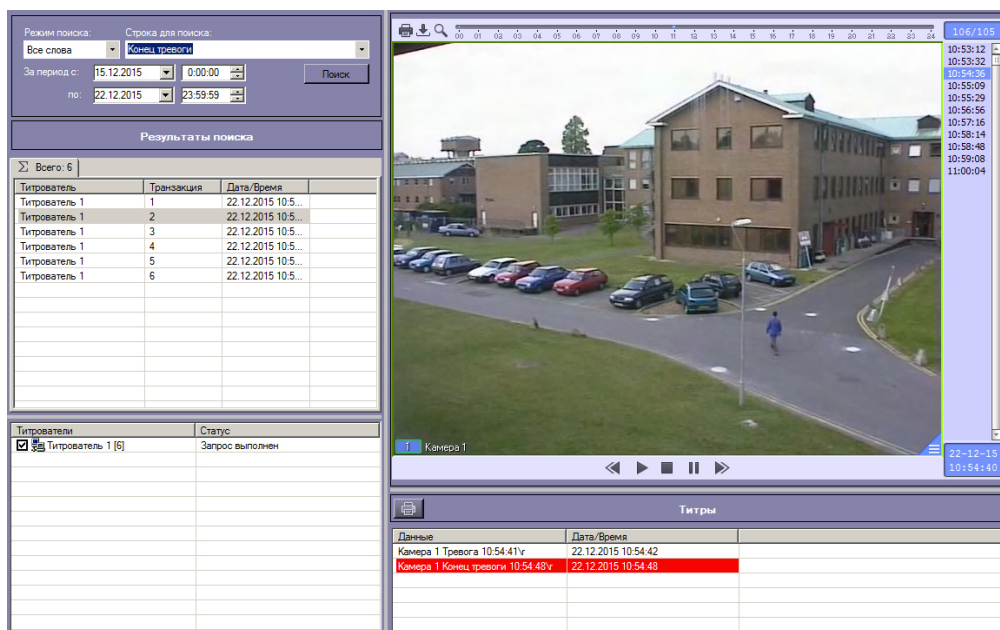 Режим поиска: Строка для поиска:
Все слова Конец тревоги
За период с: 15.12.2015 0:00:00 Поиск
по: 22.12.2015 23:59:59
Результаты поиска
Σ Всего: 6
Титрователь Транзакция Дата/Время
Титрователь 1 1 22.12.2015 10:5...
Титрователь 1 2 22.12.2015 10:5...
Титрователь 1 3 22.12.2015 10:5...
Титрователь 1 4 22.12.2015 10:5...
Титрователь 1 5 22.12.2015 10:5...
Титрователь 1 6 22.12.2015 10:5...
Титрователи Статус
Титрователь 1 [6] Запрос выполнен
00 01 02 03 04 05 06 07 08 09 10 11 12 13 14 15 16 17 18 19 20 21 22 23 24
106/105
10:53:12
10:53:32
10:54:36
10:55:09
10:55:29
10:56:56
10:57:16
10:58:14
10:58:48
10:59:08
11:00:04
1 Камера 1
22-12-15
10:54:40
Титры
Данные Дата/Время
Камера 1 Тревога 10:54:41\r 22.12.2015 10:54:42
Камера 1 Конец тревоги 10:54:48\r 22.12.2015 10:54:48